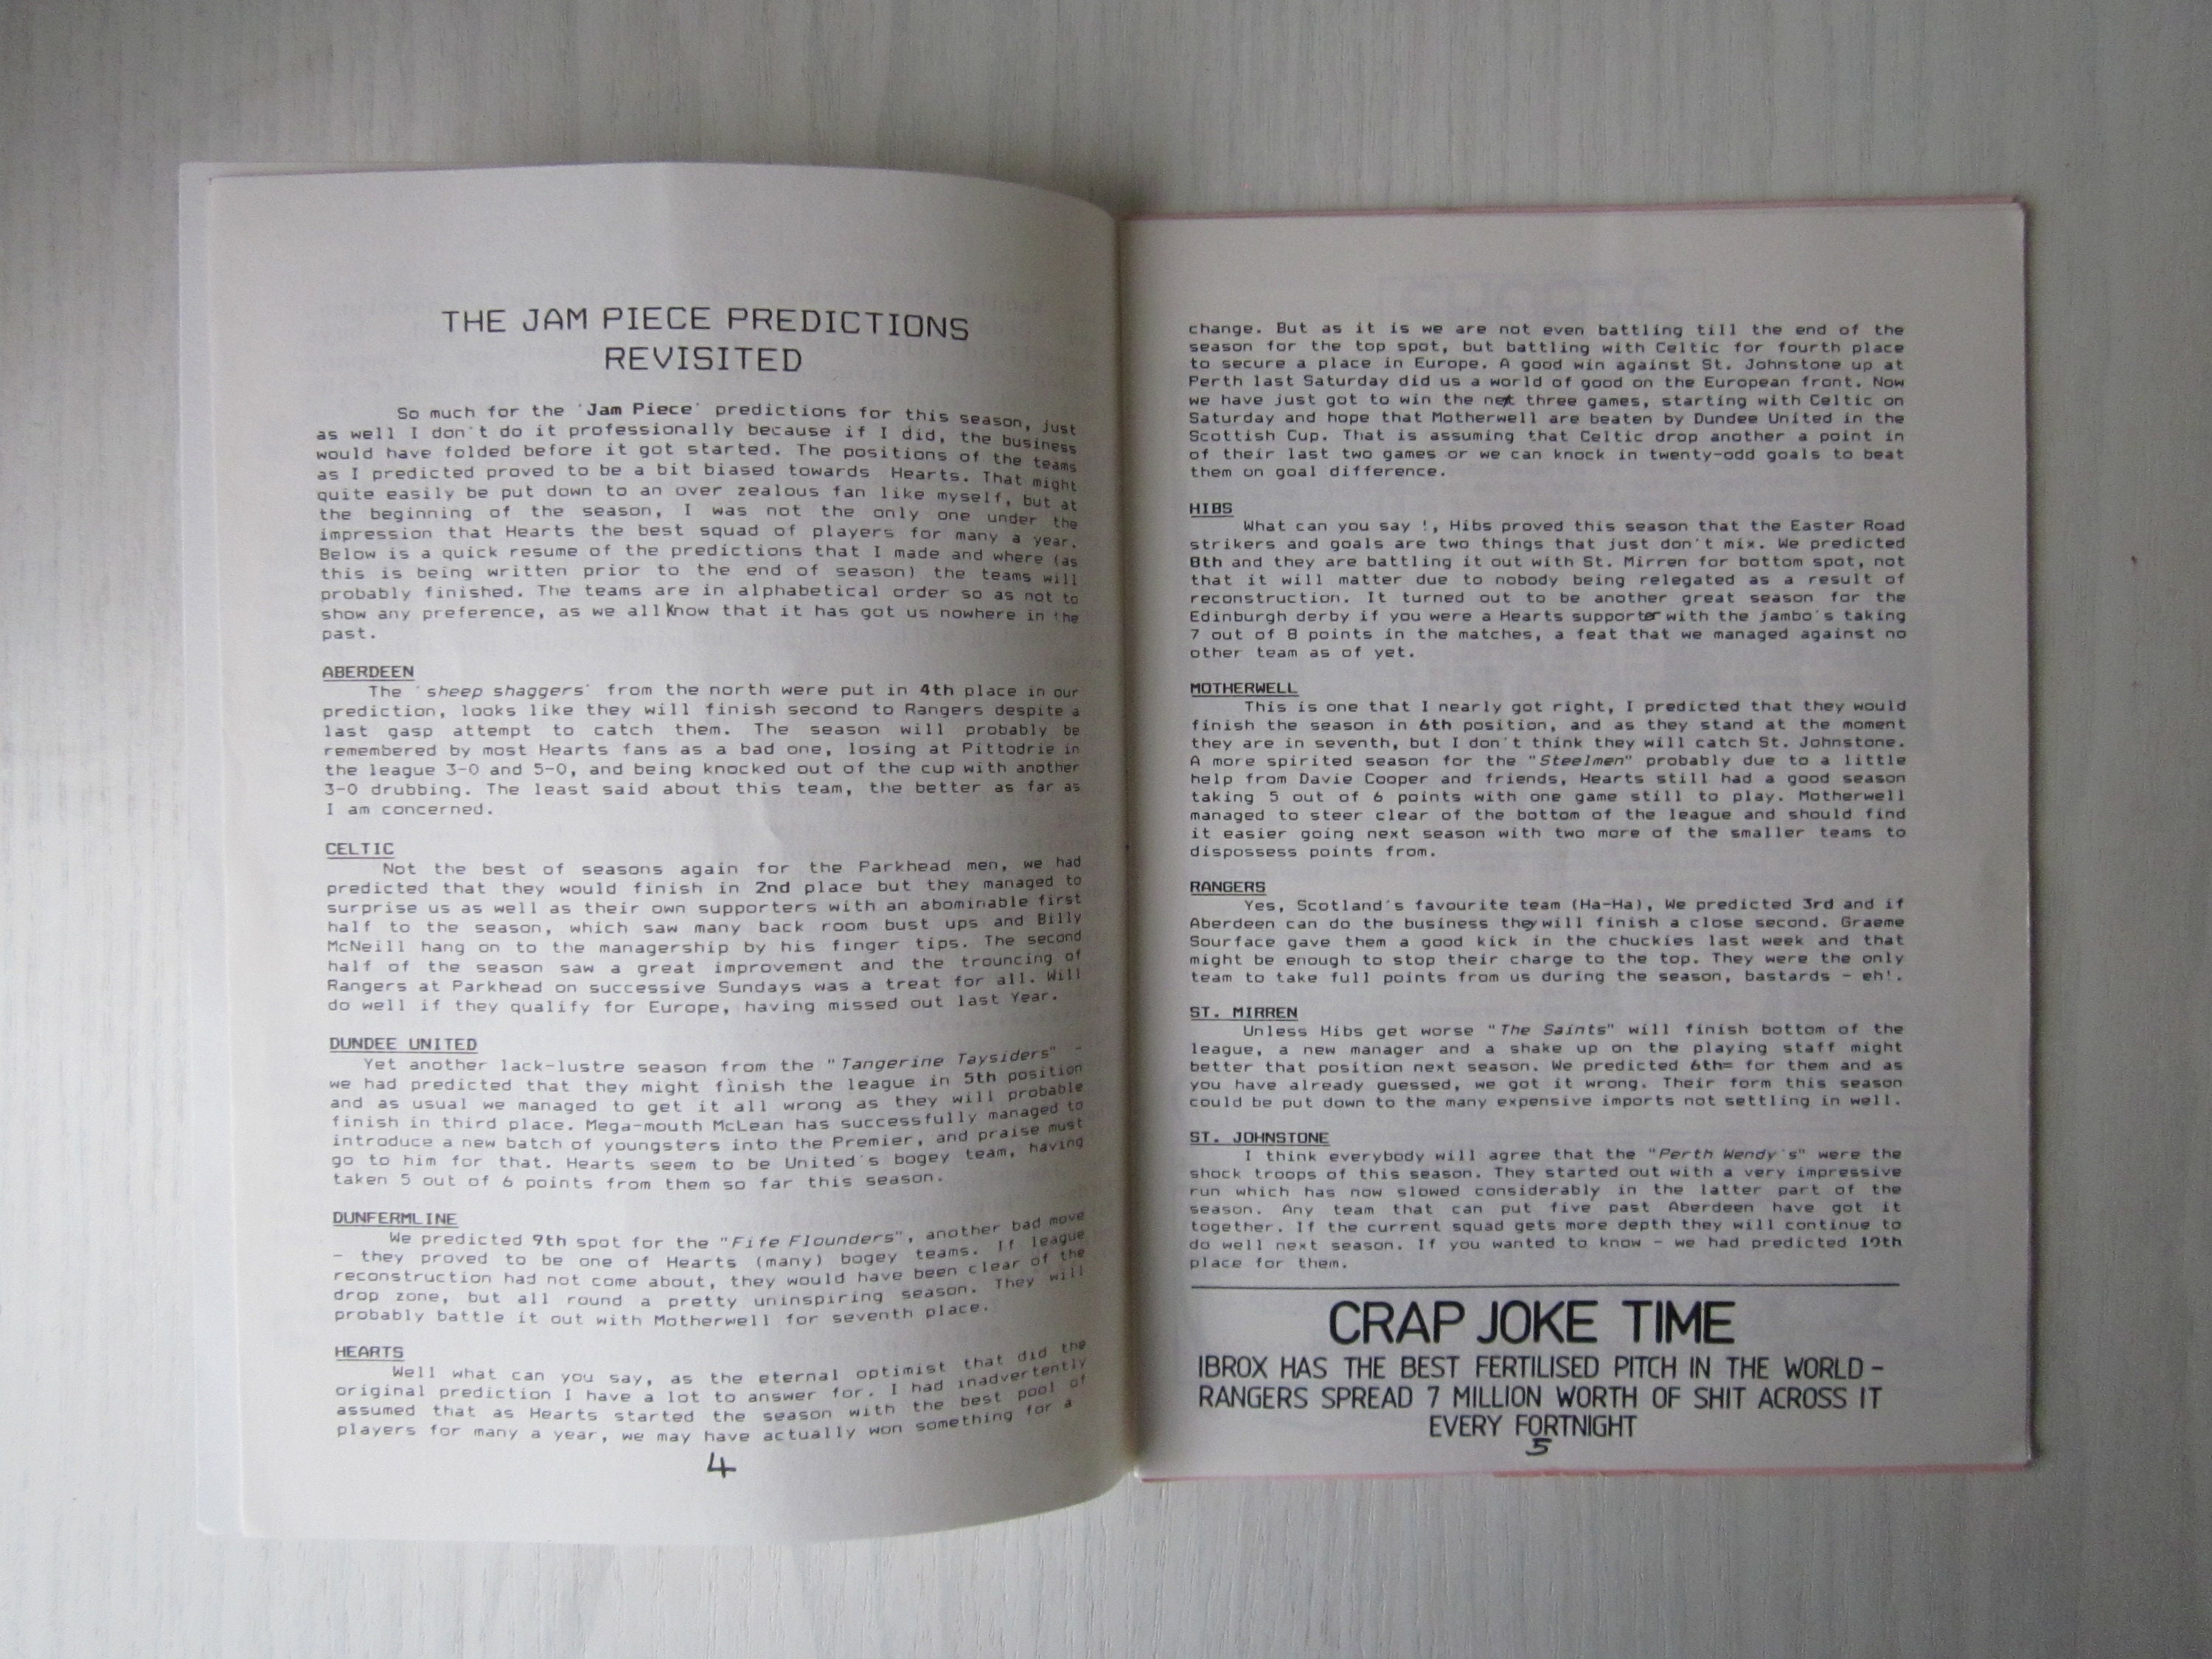 THE JAM PIECE PREDICTIONS
REVISITED
So much for the 'Jam Piece' predictions for this season, just
as well I don't do it professionally because if I did, the business
would have folded before it got started. The positions of the teams
as I predicted proved to be a bit biased towards Hearts. That might
quite easily be put down to an over zealous fan like myself, but at
the beginning of the season, I was not the only one under the
impression that Hearts the best squad of players for many a year.
Below is a quick resume of the predictions that I made and where (as
this is being written prior to the end of season) the teams will
probably finished. The teams are in alphabetical order so as not to
show any preference, as we all know that it has got us nowhere in the
past.
ABERDEEN
The 'sheep shaggers' from the north were put in 4th place in our
prediction, looks like they will finish second to Rangers despite a
last gasp attempt to catch them. The season will probably be
remembered by most Hearts fans as a bad one, losing at Pittodrie in
the league 3-0 and 5-0, and being knocked out of the cup with another
3-0 drubbing. The least said about this team, the better as far as
I am concerned.
CELTIC
Not the best of seasons again for the Parkhead men, we had
predicted that they would finish in 2nd place but they managed to
surprise us as well as their own supporters with an abominable first
half to the season, which saw many back room bust ups and Billy
McNeill hang on to the managership by his finger tips. The second
half of the season saw a great improvement and the trouncing of
Rangers at Parkhead on successive Sundays was a treat for all. Will
do well if they qualify for Europe, having missed out last Year.
DUNDEE UNITED
Yet another lack-lustre season from the "Tangerine Taysiders" -
we had predicted that they might finish the league in 5th position
and as usual we managed to get it all wrong as they will probable
finish in third place. Mega-mouth McLean has successfully managed to
introduce a new batch of youngsters into the Premier, and praise must
go to him for that. Hearts seem to be United's bogey team, having
taken 5 out of 6 points from them so far this season.
DUNFERMLINE
We predicted 9th spot for the "Fife Flounders", another bad move
- they proved to be one of Hearts (many) bogey teams. If league
reconstruction had not come about, they would have been clear of the
drop zone, but all round a pretty uninspiring season. They will
probably battle it out with Motherwell for seventh place.
HEARTS
Well what can you say, as the eternal optimist that did the
original prediction I have a lot to answer for. I had inadvertently
assumed that as Hearts started the season with the best pool of
players for many a year, we may have actually won something for a
4
change. But as it is we are not even battling till the end of the
season for the top spot, but battling with Celtic for fourth place
to secure a place in Europe. A good win against St. Johnstone up at
Perth last Saturday did us a world of good on the European front. Now
we have just got to win the next three games, starting with Celtic on
Saturday and hope that Motherwell are beaten by Dundee United in the
Scottish Cup. That is assuming that Celtic drop another a point in
of their last two games or we can knock in twenty-odd goals to beat
them on goal difference.
HIBS
What can you say !, Hibs proved this season that the Easter Road
strikers and goals are two things that just don't mix. We predicted
8th and they are battling it out with St. Mirren for bottom spot, not
that it will matter due to nobody being relegated as a result of
reconstruction. It turned out to be another great season for the
Edinburgh derby if you were a Hearts supporter with the jambo's taking
7 out of 8 points in the matches, a feat that we managed against no
other team as of yet.
MOTHERWELL
This is one that I nearly got right, I predicted that they would
finish the season in 6th position, and as they stand at the moment
they are in seventh, but I don't think they will catch St. Johnstone.
A more spirited season for the "Steelmen" probably due to a little
help from Davie Cooper and friends, Hearts still had a good season
taking 5 out of 6 points with one game still to play. Motherwell
managed to steer clear of the bottom of the league and should find
it easier going next season with two more of the smaller teams to
dispossess points from.
RANGERS
Yes, Scotland's favourite team (Ha-Ha), We predicted 3rd and if
Aberdeen can do the business they will finish a close second. Graeme
Sourface gave them a good kick in the chuckies last week and that
might be enough to stop their charge to the top. They were the only
team to take full points from us during the season, bastards - eh!.
ST. MIRREN
Unless Hibs get worse "The Saints" will finish bottom of the
league, a new manager and a shake up on the playing staff might
better that position next season. We predicted 6th= for them and as
you have already guessed, we got it wrong. Their form this season
could be put down to the many expensive imports not settling in well.
ST. JOHNSTONE
I think everybody will agree that the "Perth Wendy's" were the
shock troops of this season. They started out with a very impressive
run which has now slowed considerably in the latter part of the
season. Any team that can put five past Aberdeen have got it
together. If the current squad gets more depth they will continue to
do well next season. If you wanted to know - we had predicted 10th
place for them.
CRAP JOKE TIME
IBROX HAS THE BEST FERTILISED PITCH IN THE WORLD -
RANGERS SPREAD 7 MILLION WORTH OF SHIT ACROSS IT
EVERY FORTNIGHT
5